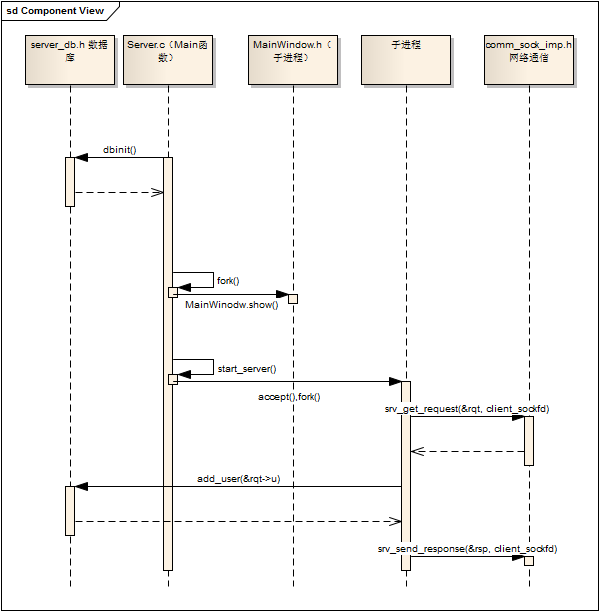 sd Component View
server_db.h 数据
库
Server.c（Main函
数）
MainWindow.h（
子进程）
子进程
comm_sock_imp.h
网络通信
dbinit()
fork()
MainWinodw.show()
start_server()
accept(),fork()
srv_get_request(&rqt, client_sockfd)
add_user(&rqt->u)
srv_send_response(&rsp, client_sockfd)